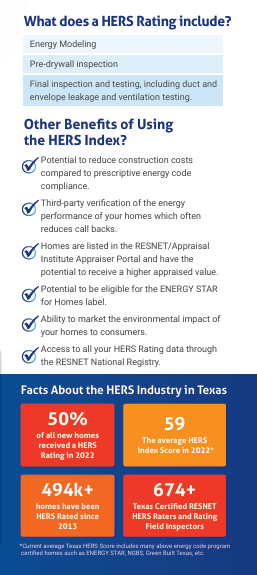 What does a HERS Rating include?
Energy Modeling
Pre-drywall inspection
Final inspection and testing, including duct and
envelope leakage and ventilation testing.
Other Benefits of Using
the HERS Index?
Potential to reduce construction costs
compared to prescriptive energy code
compliance.
Third-party verification of the energy
performance of your homes which often
reduces call backs.
Homes are listed in the RESNET/Appraisal
Institute Appraiser Portal and have the
potential to receive a higher appraised value.
Potential to be eligible for the ENERGY STAR
for Homes label.
Ability to market the environmental impact of
your homes to consumers.
Access to all your HERS Rating data through
the RESNET National Registry.
Facts About the HERS Industry in Texas
50%
of all new homes
received a HERS
Rating in 2022
59
The average HERS
Index Score in 2022*
494k+
homes have been
HERS Rated since
2013
674+
Texas Certified RESNET
HERS Raters and Rating
Field Inspectors
*Current average Texas HERS Score includes many above energy code program
certified homes such as ENERGY STAR, NGBS, Green Built Texas, etc.